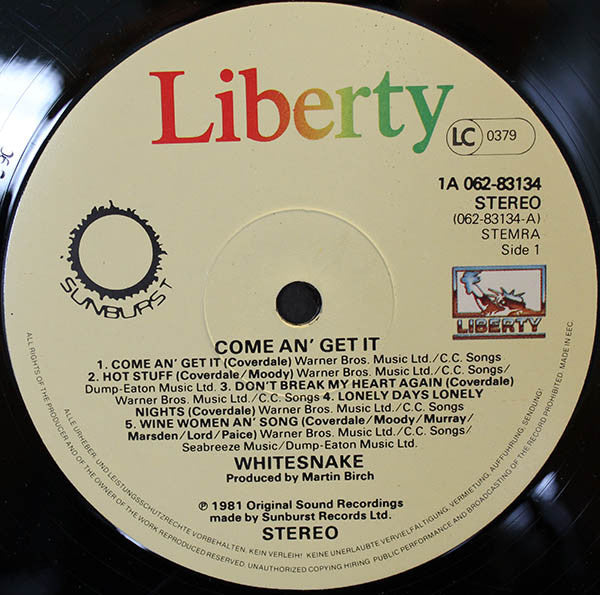 Liberty
LC 0379
1A 062-83134
STEREO
(062-83134-A)
STEMRA
Side 1
SUNBURST
LIBERTY
COME AN' GET IT
1. COME AN' GET IT (Coverdale) Warner Bros. Music Ltd./C.C. Songs
2. HOT STUFF (Coverdale/Moody) Warner Bros. Music Ltd./C.C. Songs/
Dump-Eaton Music Ltd. 3. DON'T BREAK MY HEART AGAIN (Coverdale)
Warner Bros. Music Ltd./C.C. Songs 4. LONELY DAYS LONELY
NIGHTS (Coverdale) Warner Bros. Music Ltd./C.C. Songs
5. WINE WOMEN AN' SONG (Coverdale/Moody/Murray/
Marsden/Lord/Paice) Warner Bros. Music Ltd./C.C. Songs/
Seabreeze Music/Dump-Eaton Music Ltd.
WHITESNAKE
Produced by Martin Birch
℗ 1981 Original Sound Recordings
made by Sunburst Records Ltd.
STEREO
ALLE URHEBER- UND LEISTUNGSSCHUTZRECHTE VORBEHALTEN. KEIN VERLEIH! KEINE UNERLAUBTE VERVIELFÄLTIGUNG, VERMIETUNG, AUFFÜHRUNG, SENDUNG!
ALL RIGHTS OF THE PRODUCER AND OF THE OWNER OF THE WORK REPRODUCED RESERVED. UNAUTHORIZED COPYING HIRING PUBLIC PERFORMANCE AND BROADCASTING OF THE RECORD PROHIBITED. MADE IN EEC.